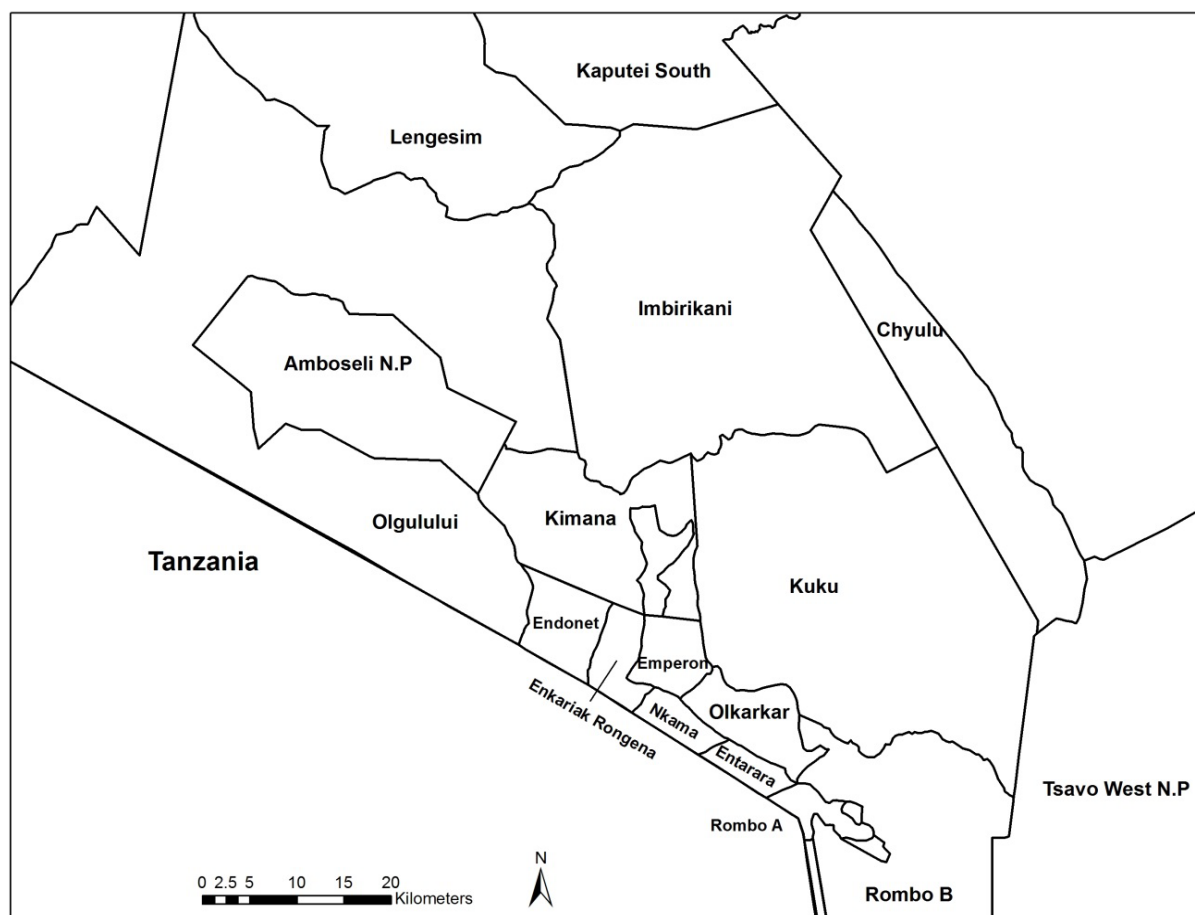 Kaputei South
Lengesim
Imbirikani
Chyulu
Amboseli N.P
Olgulului
Kimana
Tanzania
Kuku
Endonet
Emperon
Enkariak Rongena
Nkama
Olkarkar
Entarara
Tsavo West N.P
Rombo A
Rombo B
N
0 2.5 5 10 15 20
Kilometers